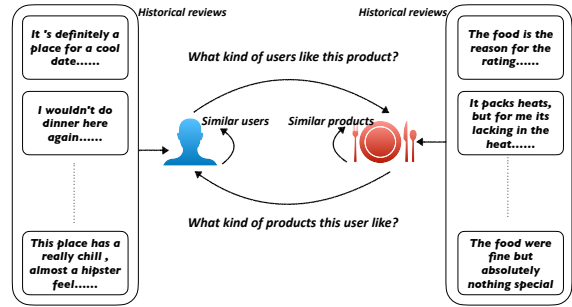 Historical reviews
It 's definitely a
place for a cool
date......
I wouldn't do
dinner here
again......
This place has a
really chill ,
almost a hipster
feel......
What kind of users like this product?
Similar users
Similar products
What kind of products this user like?
Historical reviews
The food is the
reason for the
rating......
It packs heats,
but for me its
lacking in the
heat......
The food were
fine but
absolutely
nothing special